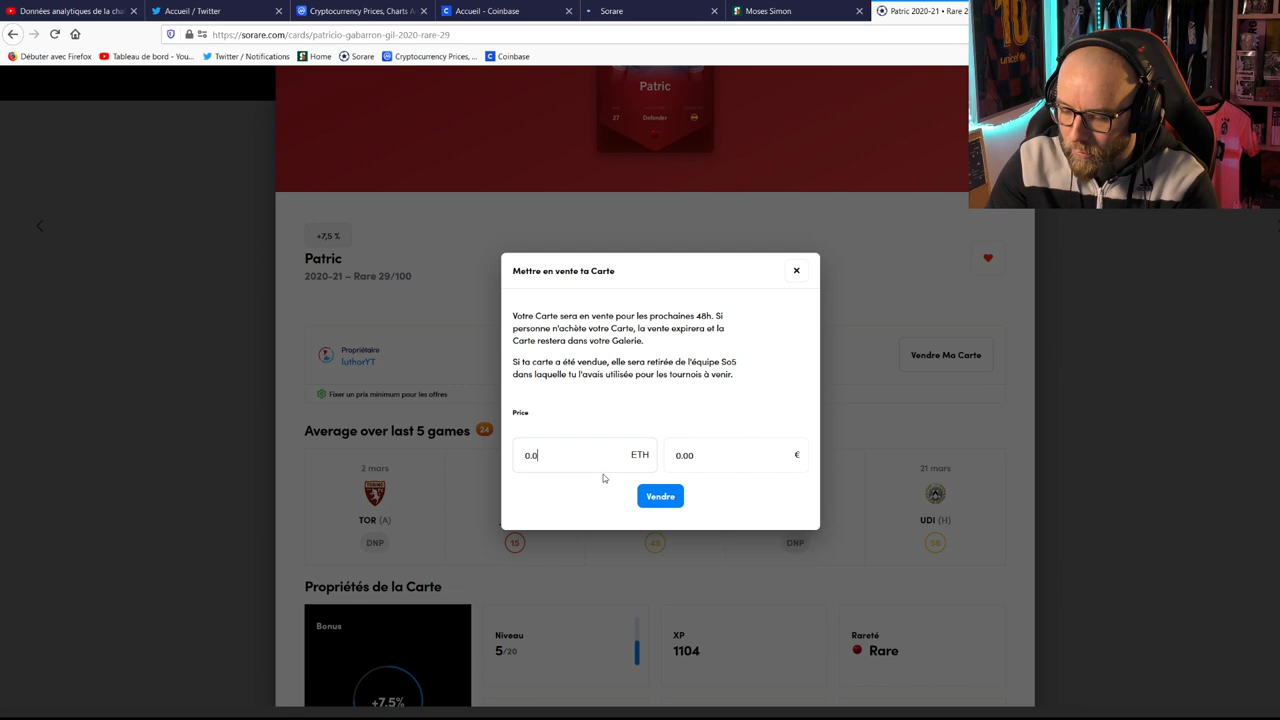 Données analytiques de la cha
Accueil / Twitter
Cryptocurrency Prices, Charts A
Accueil - Coinbase
Sorare
Moses Simon
Patric 2020-21 • Rare 2
https://sorare.com/cards/patricio-gabarron-gil-2020-rare-29
Débuter avec Firefox
Tableau de bord - You...
Twitter / Notifications
Home
Sorare
Cryptocurrency Prices, ...
Coinbase
Patric
27
Defender
+7,5 %
Patric
2020-21 – Rare 29/100
Propriétaire
luthorYT
Vendre Ma Carte
Fixer un prix minimum pour les offres
Mettre en vente ta Carte
Votre Carte sera en vente pour les prochaines 48h. Si
personne n'achète votre Carte, la vente expirera et la
Carte restera dans votre Galerie.
Si ta carte a été vendue, elle sera retirée de l'équipe So5
dans laquelle tu l'avais utilisée pour les tournois à venir.
Price
0.0
ETH
0.00
€
Vendre
Average over last 5 games
24
2 mars
TOR (A)
DNP
15
DNP
21 mars
UDI (H)
Propriétés de la Carte
Bonus
+7.5%
Niveau
5/20
XP
1104
Rareté
Rare
unicef